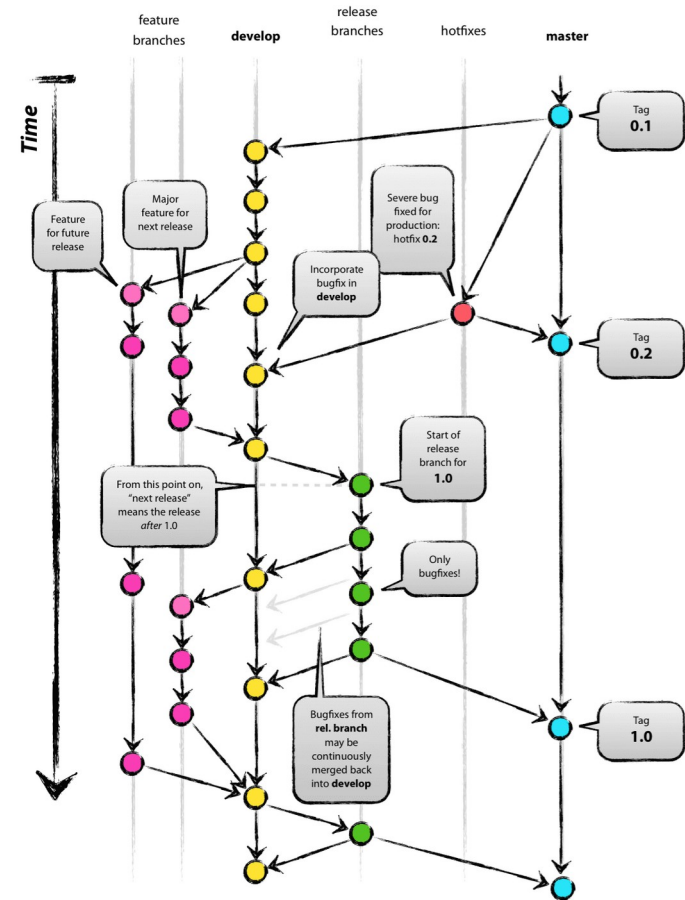 feature
branches
develop
release
branches
hotfixes
master
Time
Tag
0.1
Major
feature for
next release
Feature
for future
release
Severe bug
fixed for
production:
hotfix 0.2
Incorporate
bugfix in
develop
Tag
0.2
Start of
release
branch for
1.0
From this point on,
“next release”
means the release
after 1.0
Only
bugfixes!
Bugfixes from
rel. branch
may be
continuously
merged back
into develop
Tag
1.0